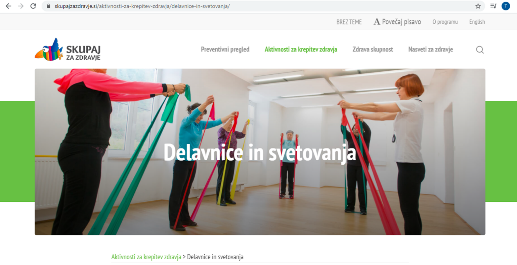 skupajzazdravje.si/aktivnosti-za-krepitev-zdravja/delavnice-in-svetovanja/
BREZ TEME A Povečaj pisavo O programu English
SKUPAJ
ZA ZDRAVJE
Preventivni pregled Aktivnosti za krepitev zdravja Zdrava skupnost Nasveti za zdravje
Delavnice in svetovanja
Aktivnosti za krepitev zdravja > Delavnice in svetovanja